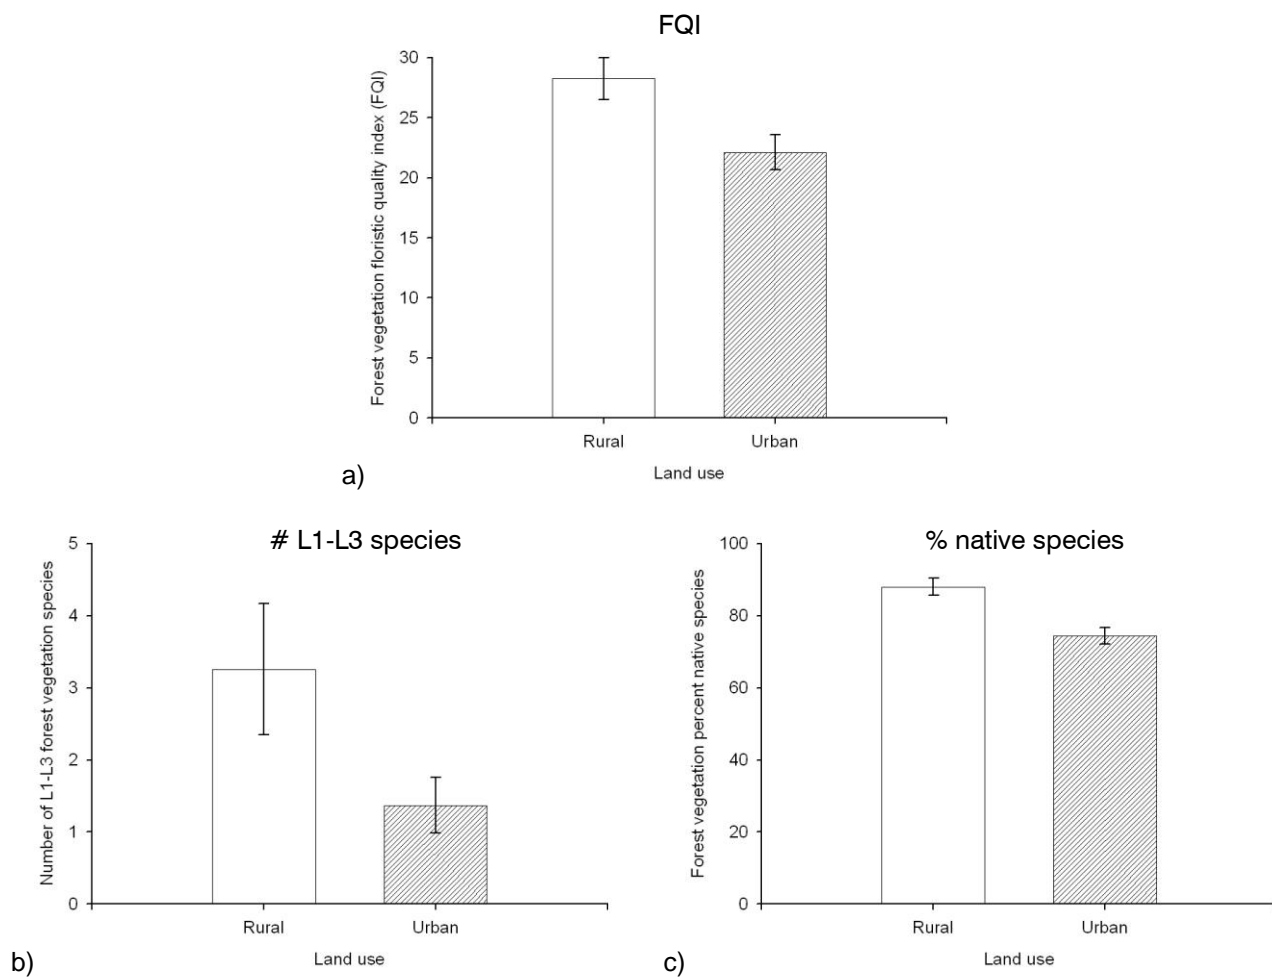 FQI
Forest vegetation floristic quality index (FQI)
30
25
20
15
10
5
0
Rural Urban
Land use
a)
# L1-L3 species
Number of L1-L3 forest vegetation species
5
4
3
2
1
0
Rural Urban
Land use
b)
% native species
Forest vegetation percent native species
100
80
60
40
20
0
Rural Urban
Land use
c)